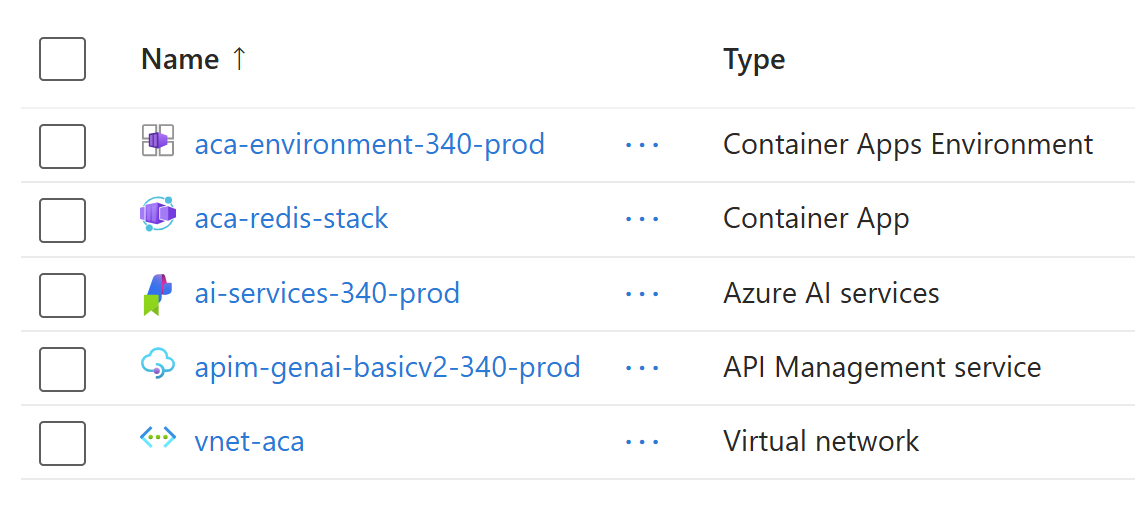 Name ↑ Type
aca-environment-340-prod ··· Container Apps Environment
aca-redis-stack ··· Container App
ai-services-340-prod ··· Azure AI services
apim-genai-basicv2-340-prod ··· API Management service
vnet-aca ··· Virtual network